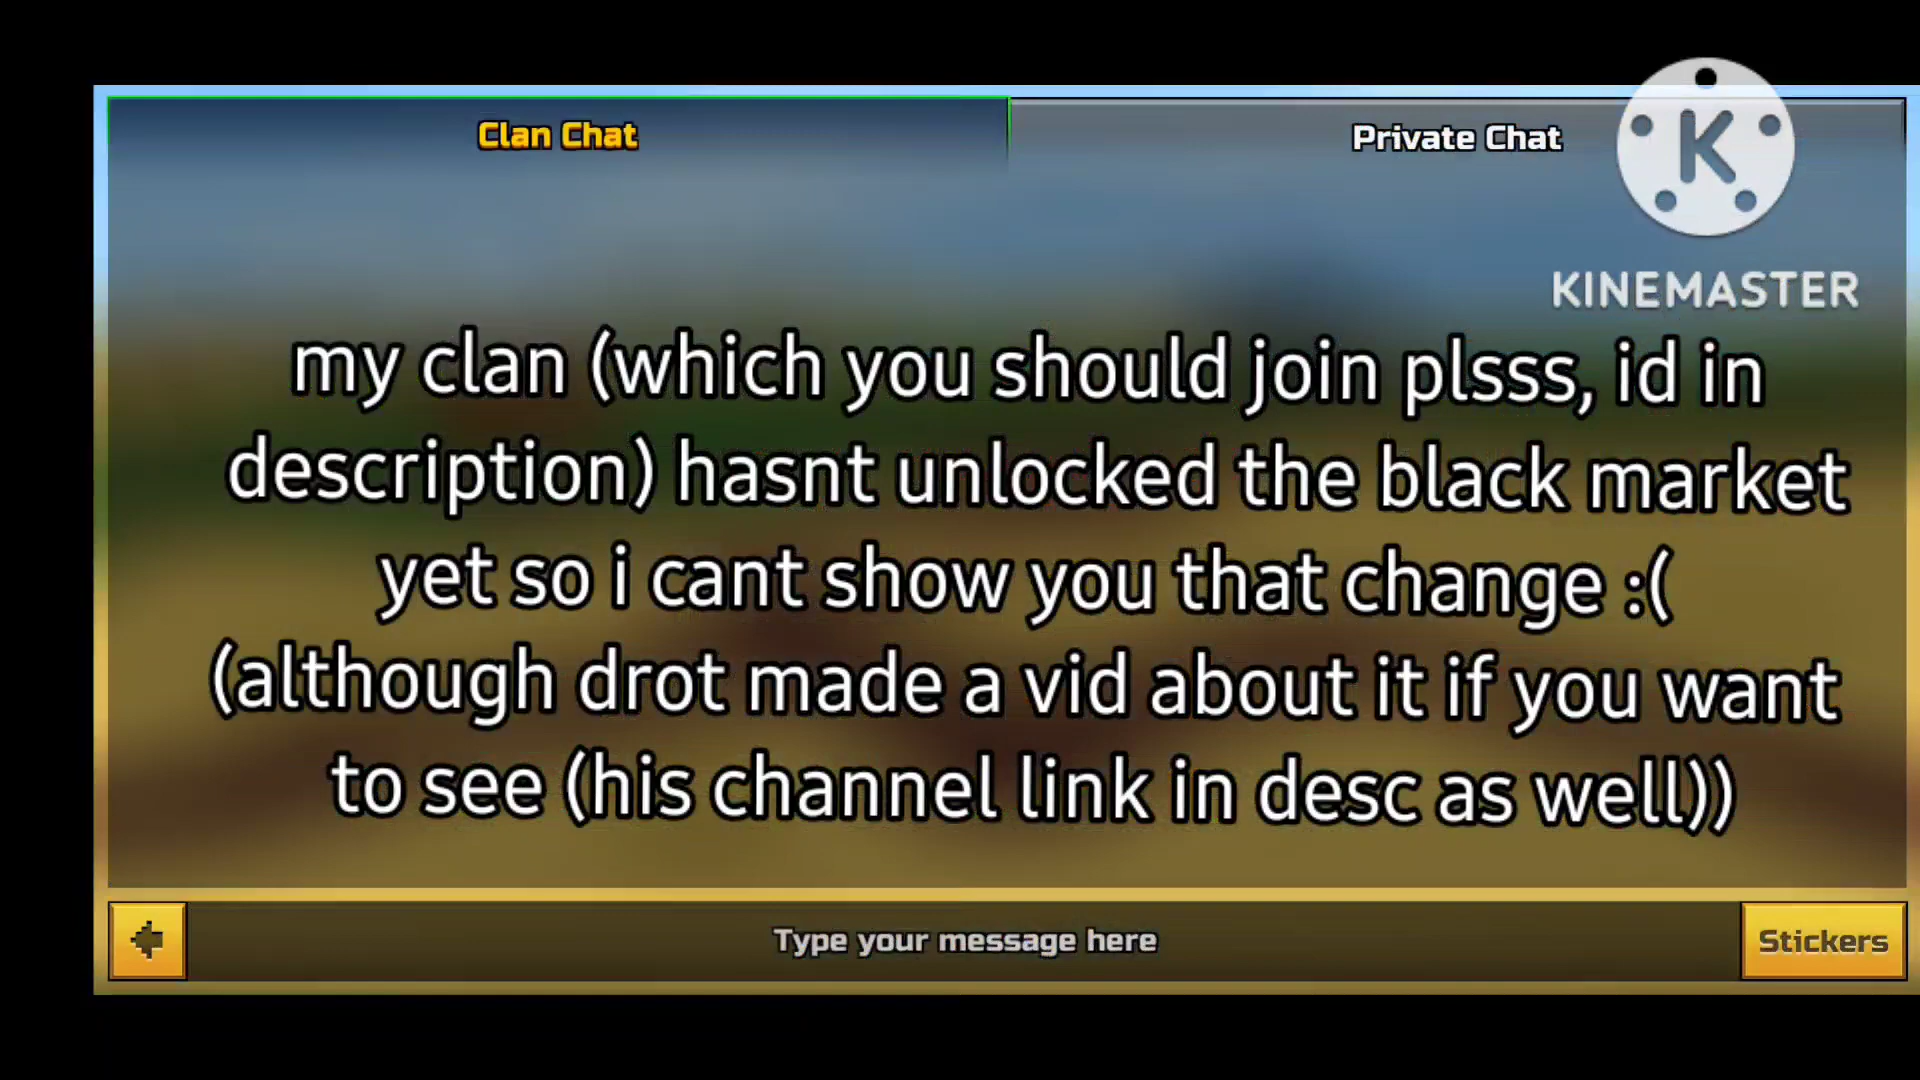 Clan Chat
Private Chat
K
KINEMASTER
my clan (which you should join plsss, id in
description) hasnt unlocked the black market
yet so i cant show you that change :(
(although drot made a vid about it if you want
to see (his channel link in desc as well))
Type your message here
Stickers